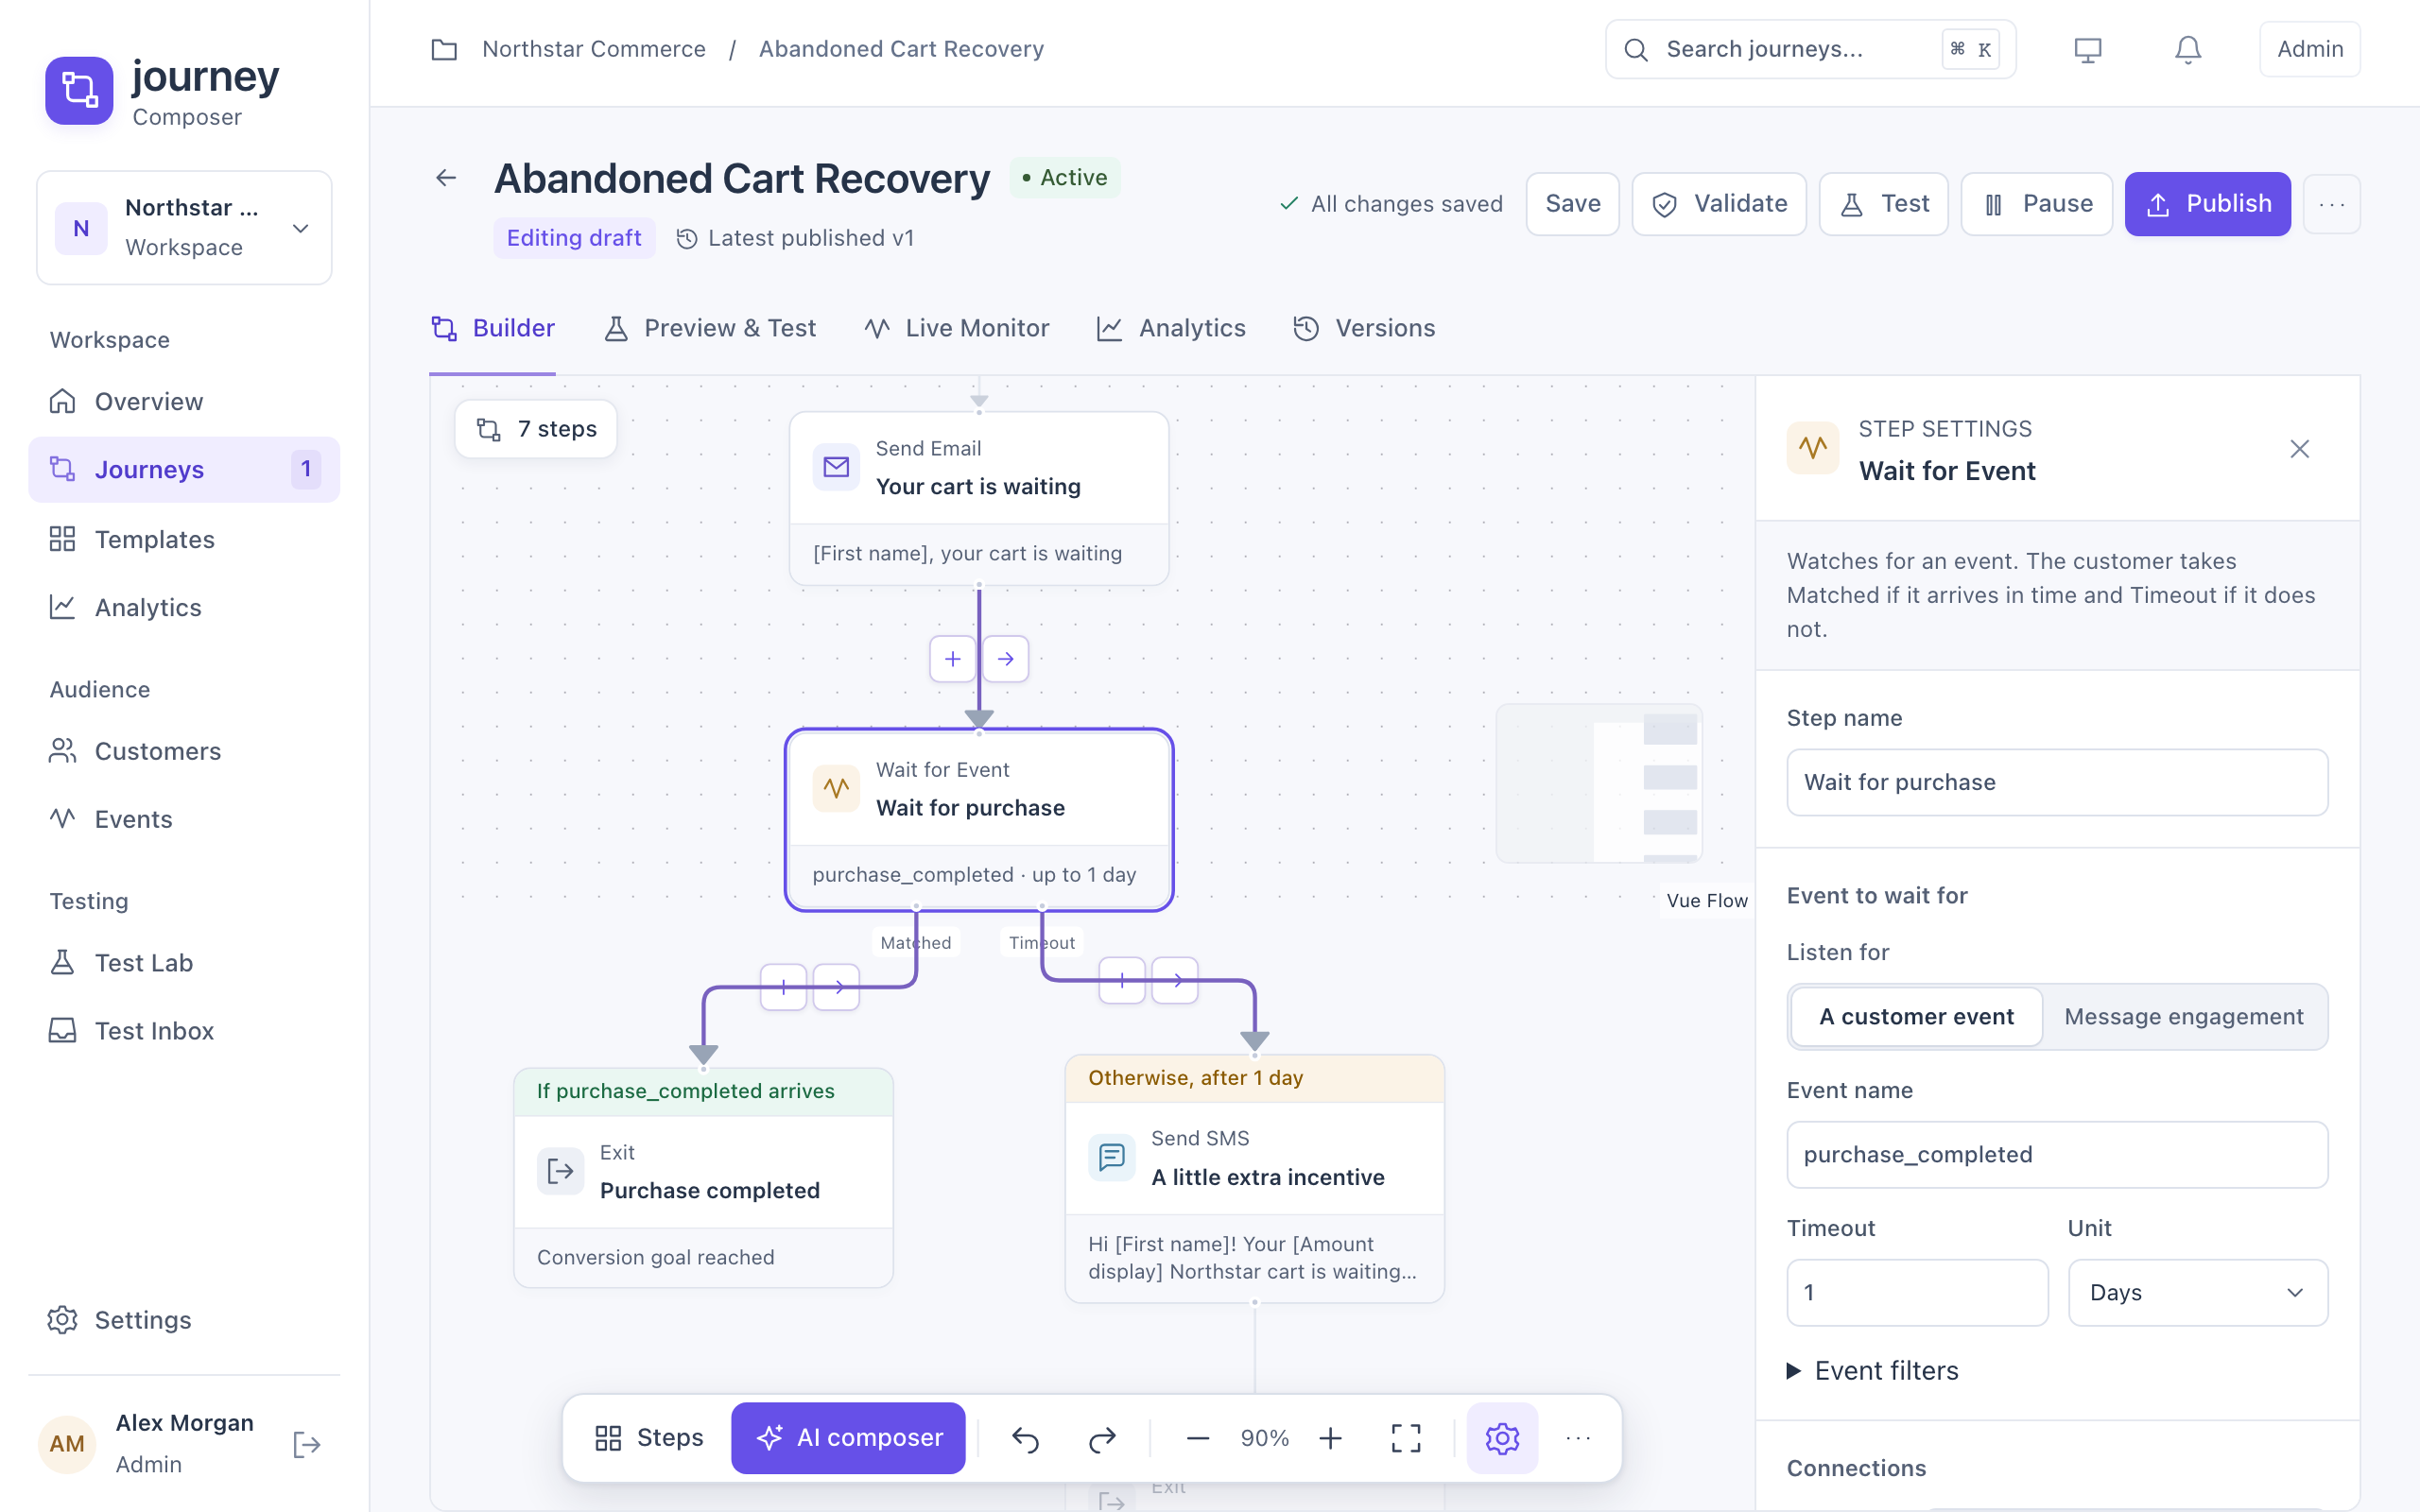 journey
Composer
N
Northstar ...
Workspace
Workspace
Overview
Journeys
1
Templates
Analytics
Audience
Customers
Events
Testing
Test Lab
Test Inbox
Settings
AM
Alex Morgan
Admin
Northstar Commerce / Abandoned Cart Recovery
Search journeys...
⌘ K
Admin
Abandoned Cart Recovery
• Active
Editing draft
Latest published v1
All changes saved
Save
Validate
Test
Pause
Publish
...
Builder
Preview & Test
Live Monitor
Analytics
Versions
7 steps
Send Email
Your cart is waiting
[First name], your cart is waiting
Wait for Event
Wait for purchase
purchase_completed · up to 1 day
Matched
Timeout
If purchase_completed arrives
Exit
Purchase completed
Conversion goal reached
Otherwise, after 1 day
Send SMS
A little extra incentive
Hi [First name]! Your [Amount
display] Northstar cart is waiting...
Exit
Vue Flow
Steps
AI composer
90%
...
STEP SETTINGS
Wait for Event
Watches for an event. The customer takes
Matched if it arrives in time and Timeout if it does
not.
Step name
Wait for purchase
Event to wait for
Listen for
A customer event
Message engagement
Event name
purchase_completed
Timeout
Unit
1
Days
Event filters
Connections